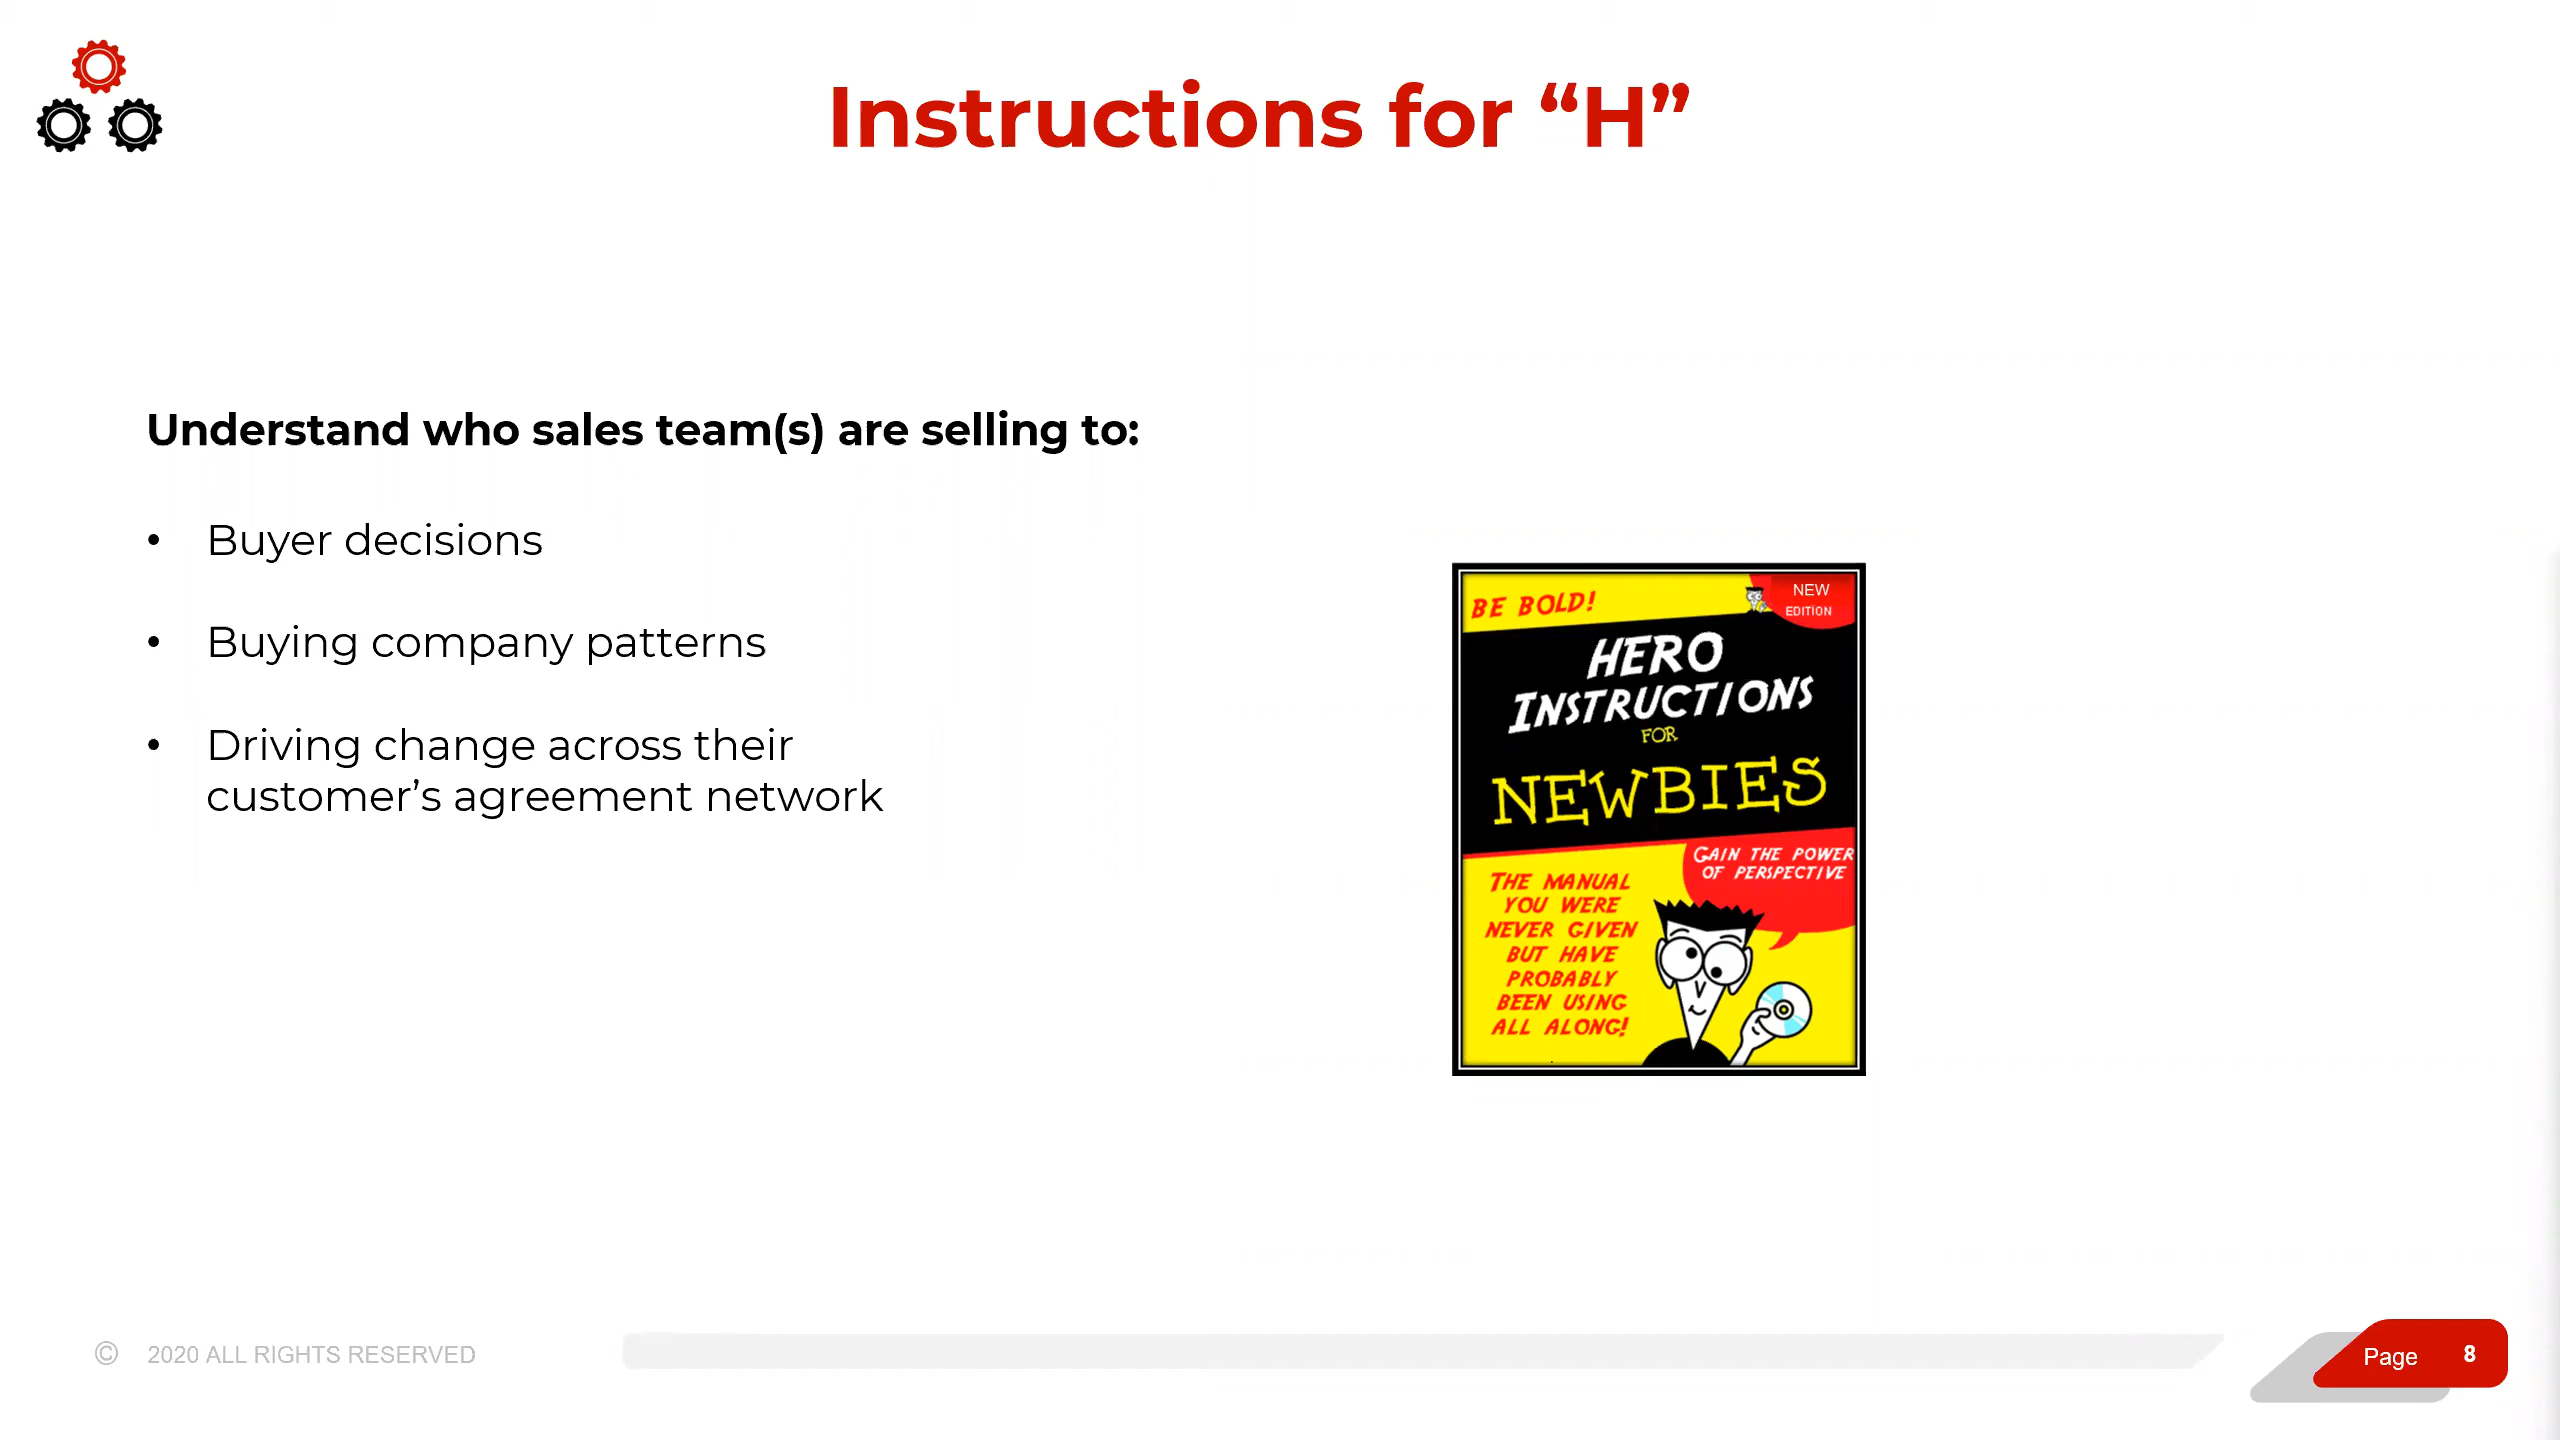 Instructions for “H”
Understand who sales team(s) are selling to:
• Buyer decisions
• Buying company patterns
• Driving change across their
customer’s agreement network
BE BOLD!
NEW
EDITION
HERO
INSTRUCTIONS
FOR
NEWBIES
GAIN THE POWER
OF PERSPECTIVE
THE MANUAL
YOU WERE
NEVER GIVEN
BUT HAVE
PROBABLY
BEEN USING
ALL ALONG!
© 2020 ALL RIGHTS RESERVED
Page 8